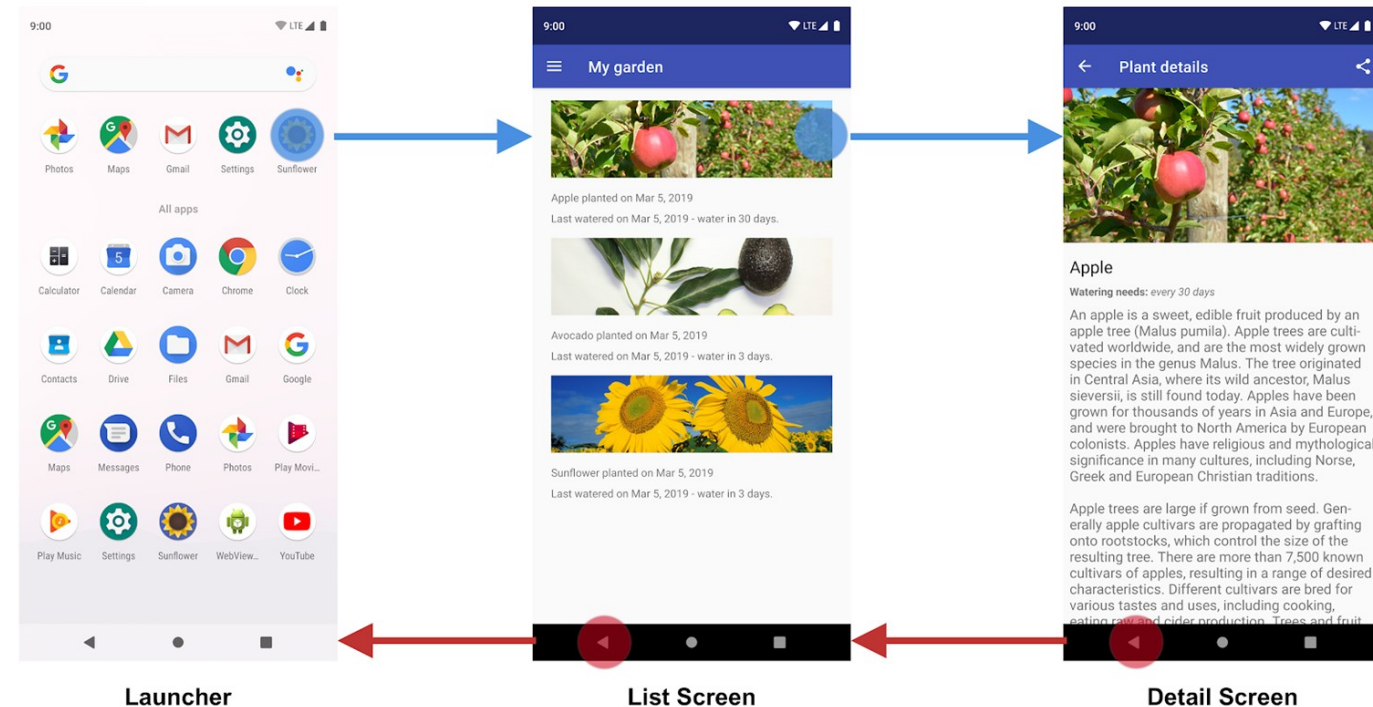 9:00
LTE
Photos
Maps
Gmail
Settings
Sunflower
All apps
Calculator
Calendar
Camera
Chrome
Clock
Contacts
Drive
Files
Gmail
Google
Maps
Messages
Phone
Photos
Play Movi...
Play Music
Settings
Sunflower
WebView...
YouTube
Launcher
9:00
LTE
My garden
Apple planted on Mar 5, 2019
Last watered on Mar 5, 2019 - water in 30 days.
Avocado planted on Mar 5, 2019
Last watered on Mar 5, 2019 - water in 3 days.
Sunflower planted on Mar 5, 2019
Last watered on Mar 5, 2019 - water in 3 days.
List Screen
9:00
LTE
Plant details
Apple
Watering needs: every 30 days
An apple is a sweet, edible fruit produced by an
apple tree (Malus pumila). Apple trees are culti-
vated worldwide, and are the most widely grown
species in the genus Malus. The tree originated
in Central Asia, where its wild ancestor, Malus
sieversii, is still found today. Apples have been
grown for thousands of years in Asia and Europe,
and were brought to North America by European
colonists. Apples have religious and mythological
significance in many cultures, including Norse,
Greek and European Christian traditions.
Apple trees are large if grown from seed. Gen-
erally apple cultivars are propagated by grafting
onto rootstocks, which control the size of the
resulting tree. There are more than 7,500 known
cultivars of apples, resulting in a range of desired
characteristics. Different cultivars are bred for
various tastes and uses, including cooking,
eating raw and cider production. Trees and fruit
Detail Screen